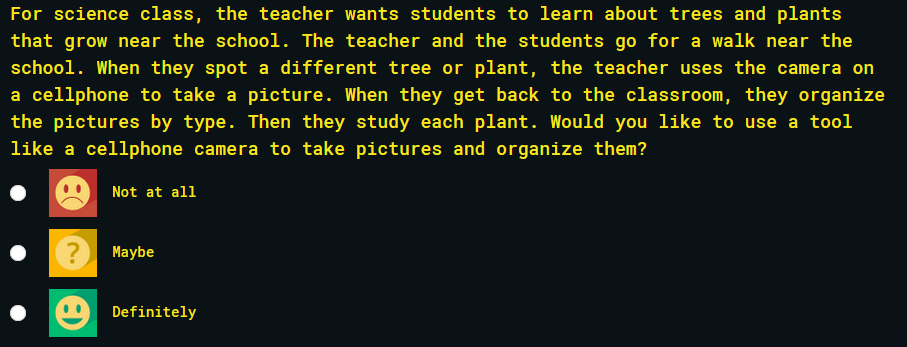 For science class, the teacher wants students to learn about trees and plants
that grow near the school. The teacher and the students go for a walk near the
school. When they spot a different tree or plant, the teacher uses the camera on
a cellphone to take a picture. When they get back to the classroom, they organize
the pictures by type. Then they study each plant. Would you like to use a tool
like a cellphone camera to take pictures and organize them?
Not at all
?
Maybe
Definitely